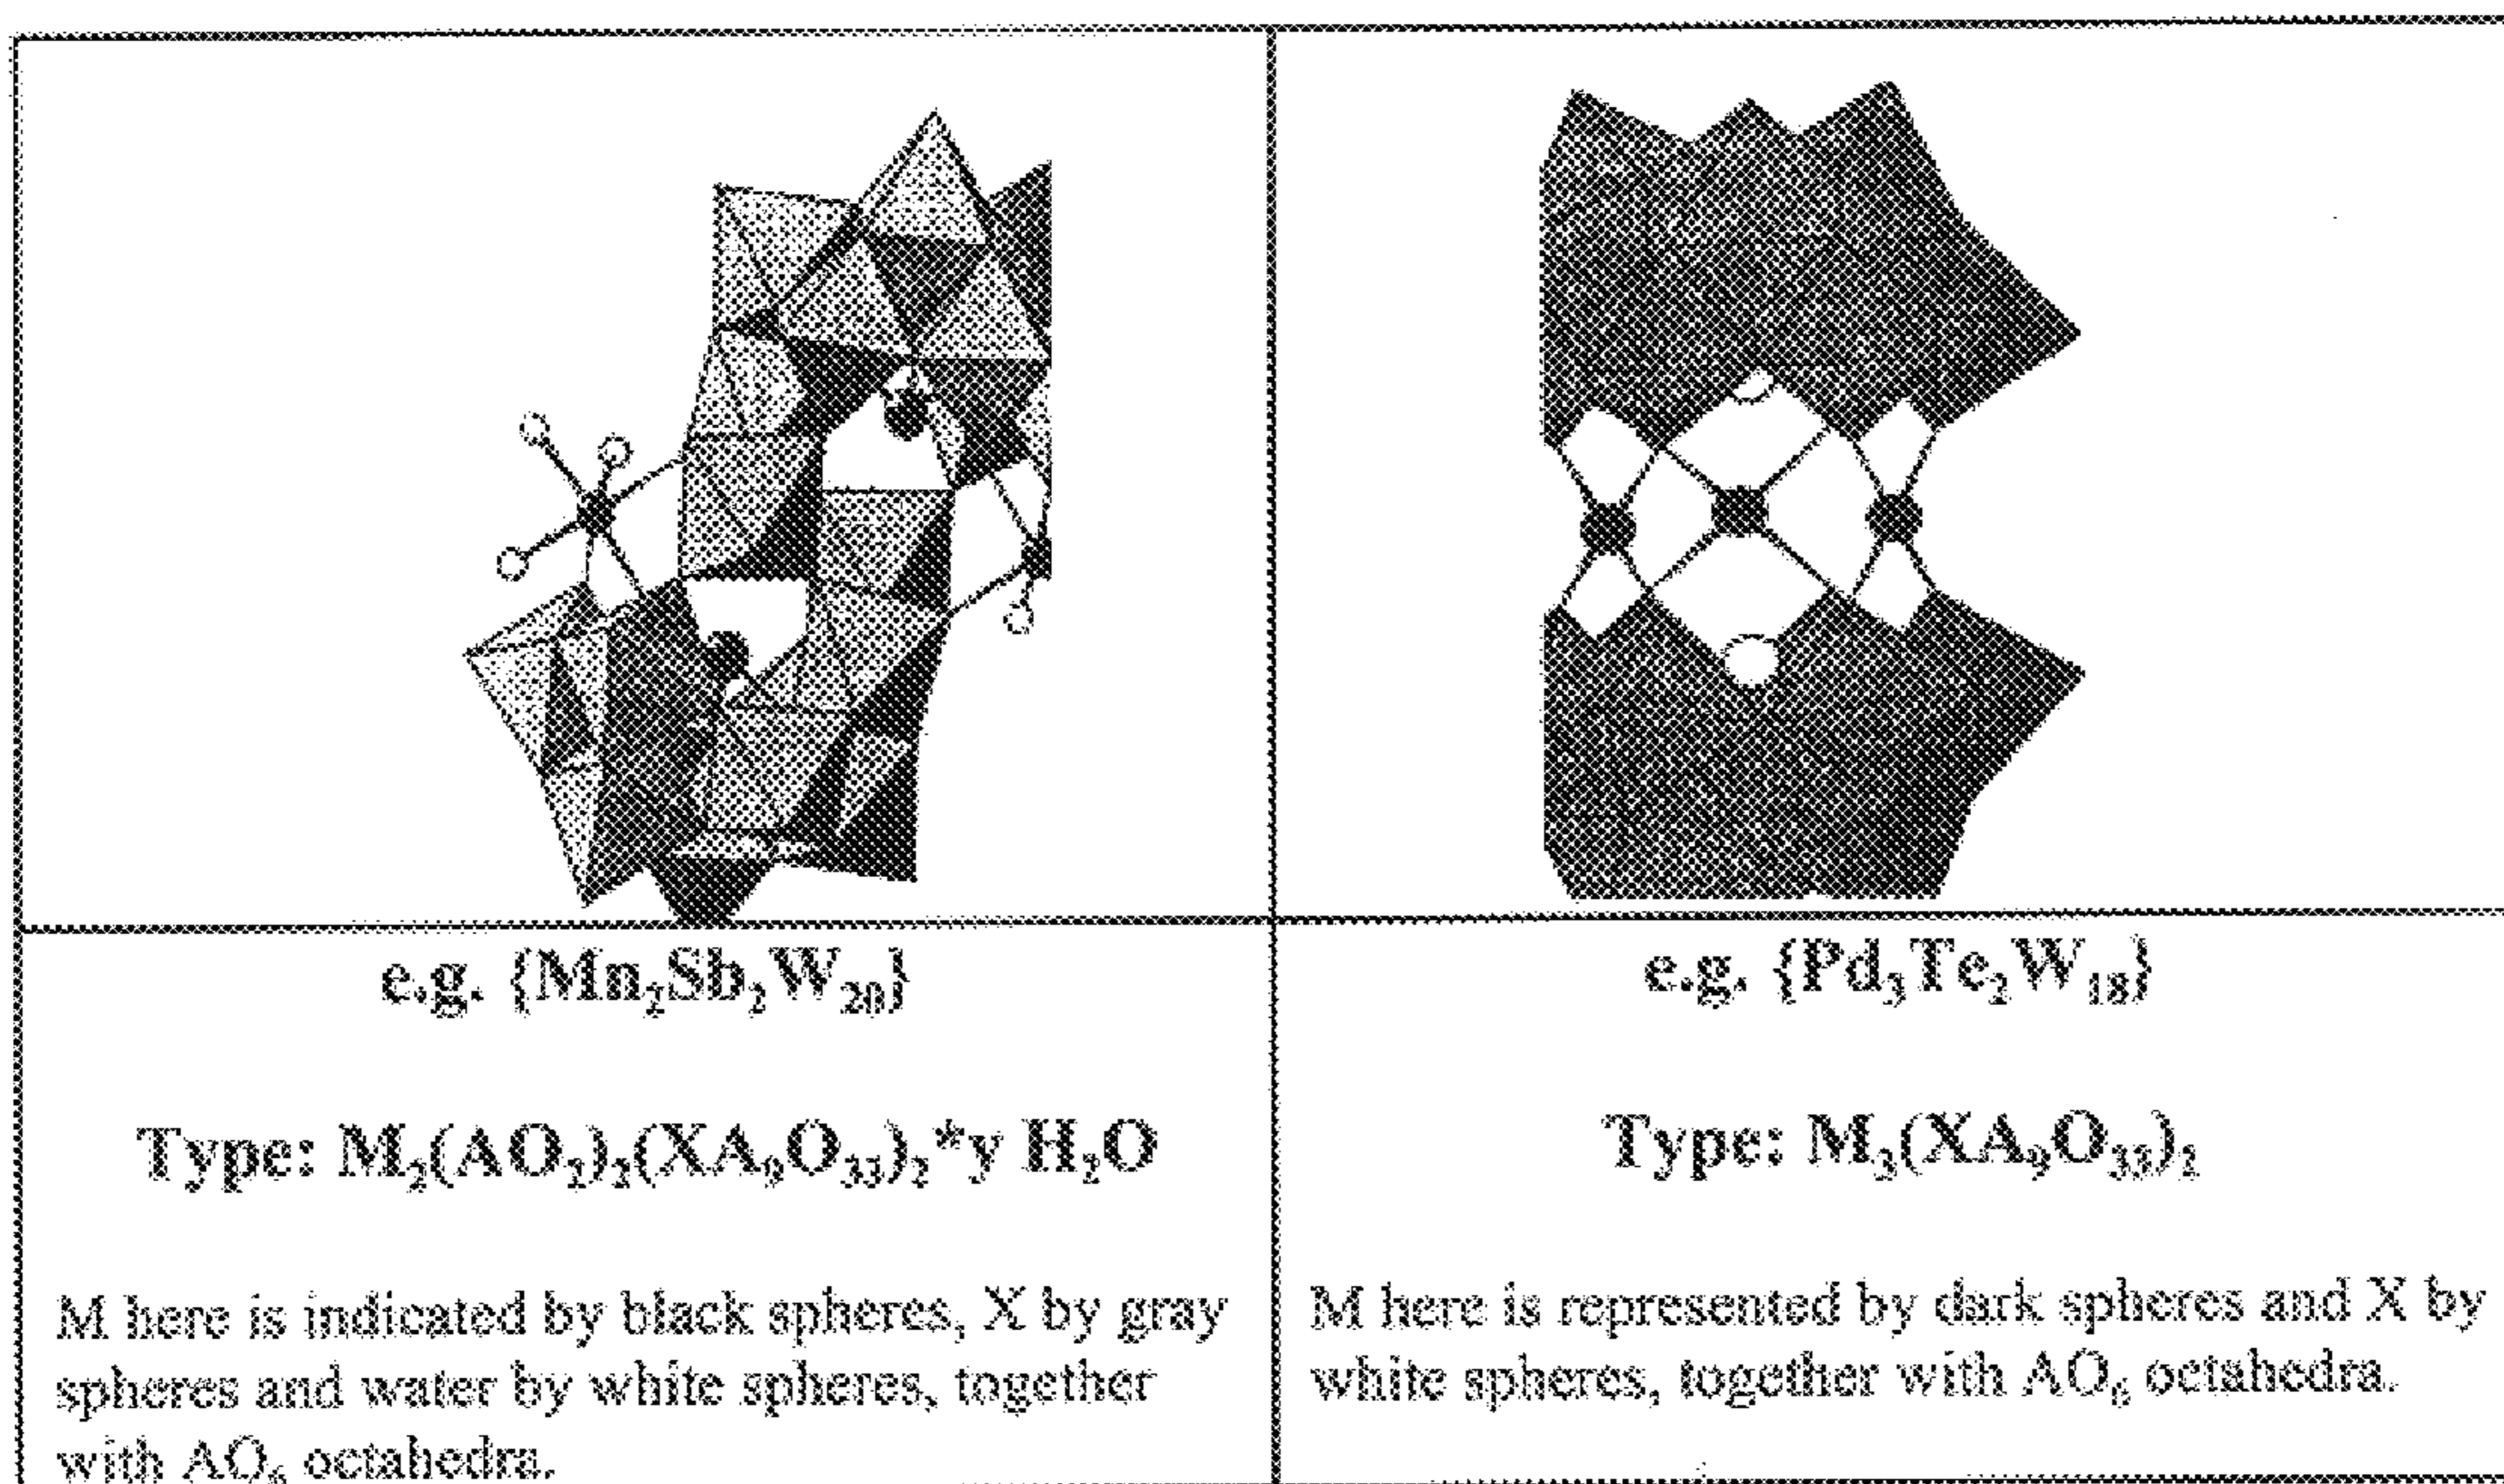 e.g. {Mn₂Sb₂W₂₀}
Type: M₂(AO₂)₂(XA₉O₃₃)₂*y H₂O
M here is indicated by black spheres, X by gray
spheres and water by white spheres, together
with AO₆ octahedra.
e.g. {Pd₃Te₂W₁₈}
Type: M₃(XA₉O₃₃)₂
M here is represented by dark spheres and X by
white spheres, together with AO₆ octahedra.